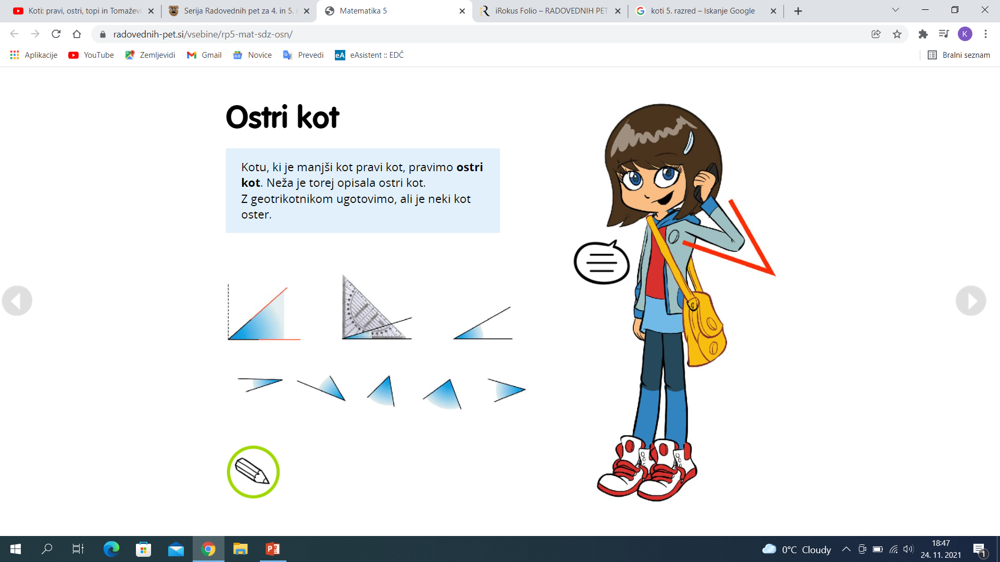 Koti: pravi, ostri, topi in Tomaževi
Serija Radovednih pet za 4. in 5. r
Matematika 5
iRokus Folio – RADOVEDNIH PET
koti 5. razred – Iskanje Google
radovednih-pet.si/vsebine/rp5-mat-sdz-osn/
K
Aplikacije
YouTube
Zemljevidi
Gmail
Novice
Prevedi
eA
eAsistent :: EDČ
Bralni seznam
Ostri kot
Kotu, ki je manjši kot pravi kot, pravimo ostri
kot. Neža je torej opisala ostri kot.
Z geotrikotnikom ugotovimo, ali je neki kot
oster.
0°C Cloudy
18:47
24. 11. 2021
1